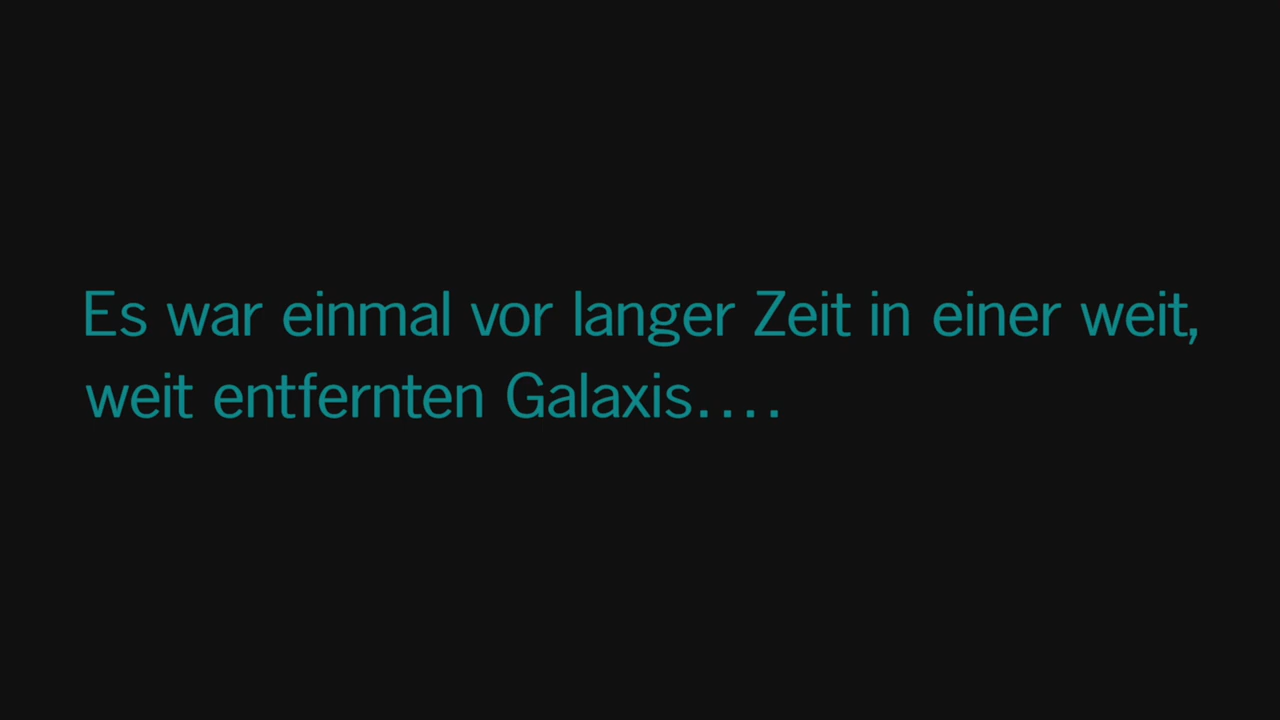 Es war einmal vor langer Zeit in einer weit,
weit entfernten Galaxis....